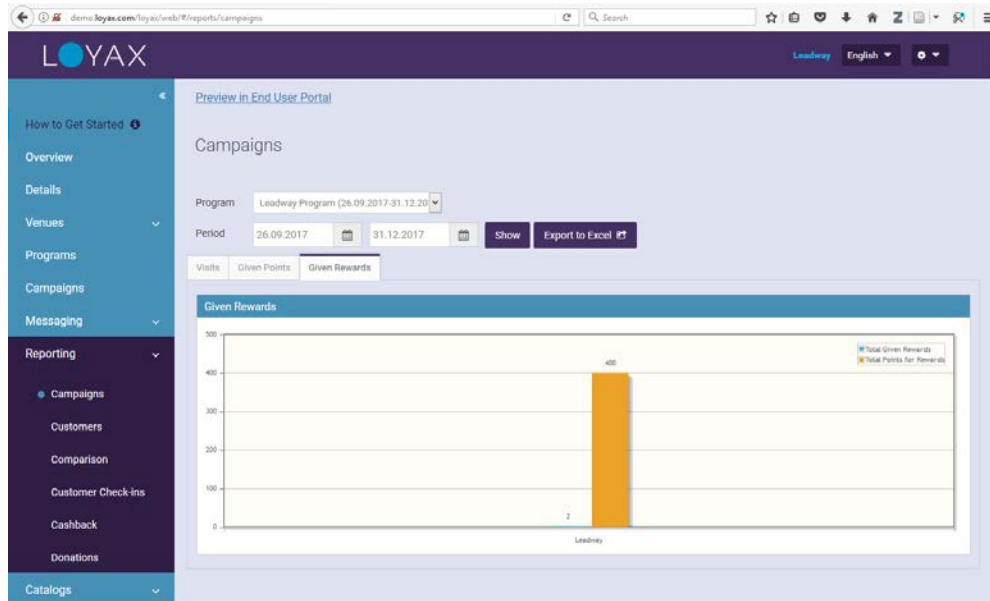 demo.loyax.com/loyax/web/#/reports/campaigns
Search
LOYAX
Leadway English
Preview in End User Portal
How to Get Started
Overview
Details
Venues
Programs
Campaigns
Messaging
Reporting
Campaigns
Customers
Comparison
Customer Check-ins
Cashback
Donations
Catalogs
Campaigns
Program Leadway Program (26.09.2017-31.12.20
Period 26.09.2017 31.12.2017 Show Export to Excel
Visits Given Points Given Rewards
Given Rewards
Total Given Rewards
Total Points for Rewards
500
400
300
200
100
0
400
2
Leadway